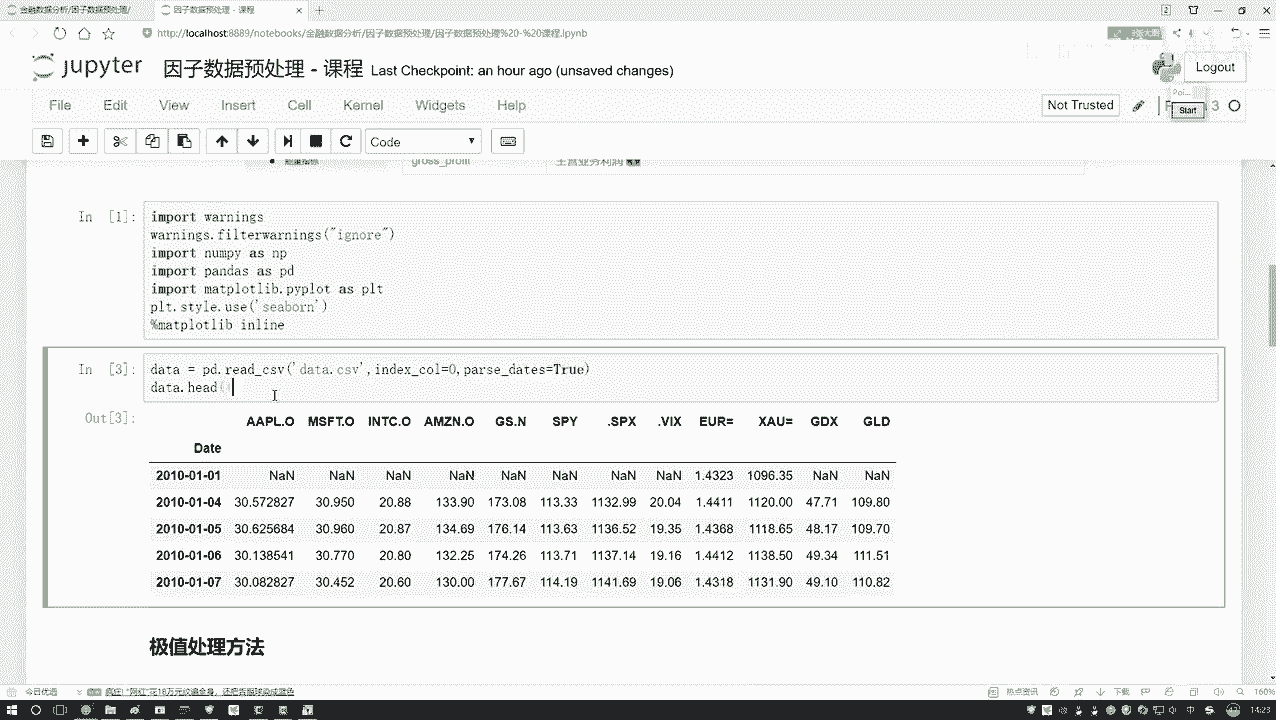 金融数据分析/因子数据预处理/
因子数据预处理 - 课程
http://localhost:8889/notebooks/金融数据分析/因子数据预处理/因子数据预处理%20-%20课程.ipynb
jupyter 因子数据预处理 - 课程 Last Checkpoint: an hour ago (unsaved changes)
Logout
File Edit View Insert Cell Kernel Widgets Help
Not Trusted
Start
3
Code
gross_profit 主营业务利润
In [1]:
import warnings
warnings.filterwarnings("ignore")
import numpy as np
import pandas as pd
import matplotlib.pyplot as plt
plt.style.use('seaborn')
%matplotlib inline
In [3]:
data = pd.read_csv('data.csv',index_col=0,parse_dates=True)
data.head()
Out[3]:
AAPL.O MSFT.O INTC.O AMZN.O GS.N SPY .SPX .VIX EUR= XAU= GDX GLD
Date
2010-01-01 NaN NaN NaN NaN NaN NaN NaN NaN 1.4323 1096.35 NaN NaN
2010-01-04 30.572827 30.950 20.88 133.90 173.08 113.33 1132.99 20.04 1.4411 1120.00 47.71 109.80
2010-01-05 30.625684 30.960 20.87 134.69 176.14 113.63 1136.52 19.35 1.4368 1118.65 48.17 109.70
2010-01-06 30.138541 30.770 20.80 132.25 174.26 113.71 1137.14 19.16 1.4412 1138.50 49.34 111.51
2010-01-07 30.082827 30.452 20.60 130.00 177.67 114.19 1141.69 19.06 1.4318 1131.90 49.10 110.82
极值处理方法
今日优选
热点资讯
下载
160%
14:23